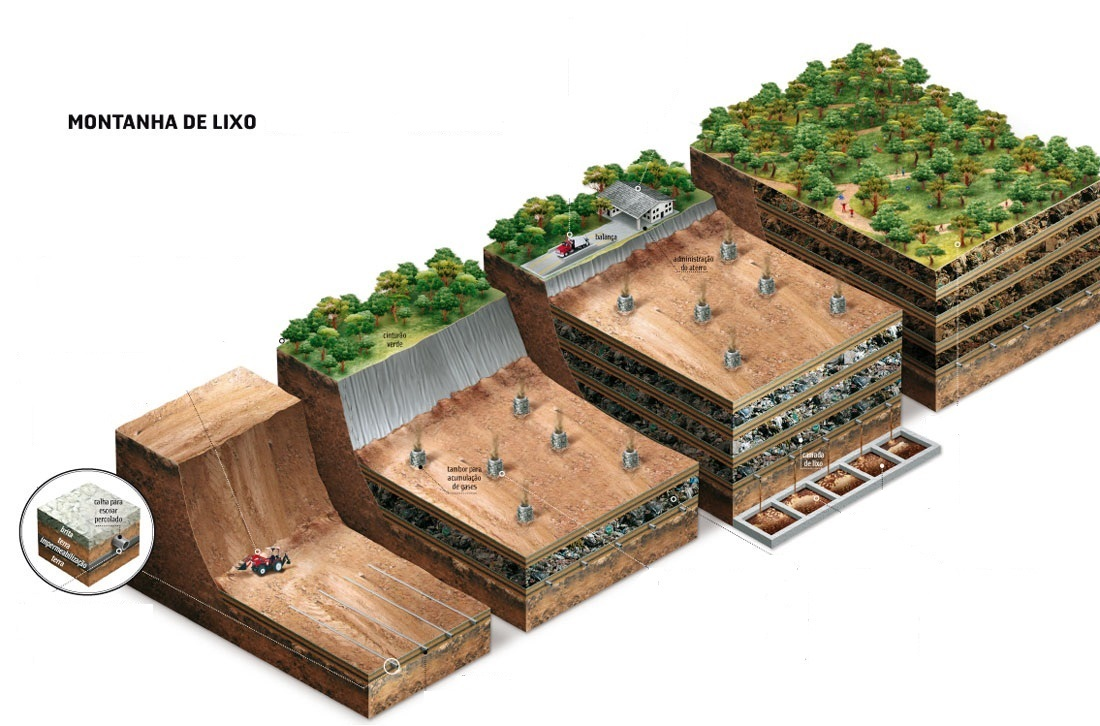 MONTANHA DE LIXO
calha para
escoar
percolado
brita
terra
impermeabilização
terra
cinturão
verde
tambor para
acumulação
de gases
balança
administração
do aterro
camada
de lixo